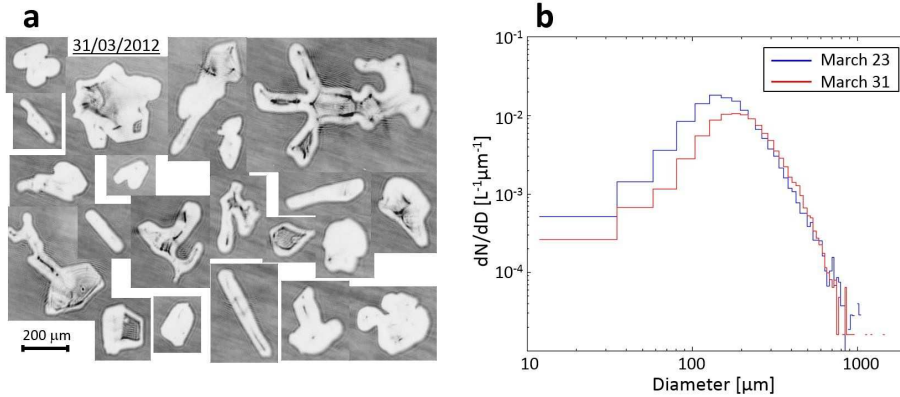 a
31/03/2012
200 μm
b
10⁻¹
10⁻²
10⁻³
10⁻⁴
dN/dD [L⁻¹μm⁻¹]
March 23
March 31
10
100
1000
Diameter [μm]